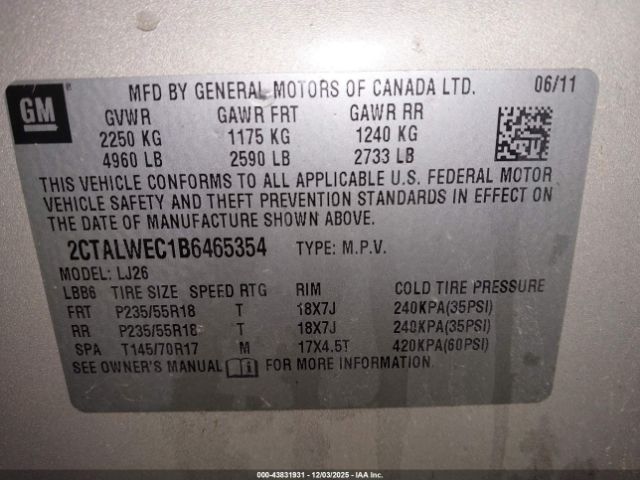 GM
MFD BY GENERAL MOTORS OF CANADA LTD. 06/11
GVWR GAWR FRT GAWR RR
2250 KG 1175 KG 1240 KG
4960 LB 2590 LB 2733 LB
THIS VEHICLE CONFORMS TO ALL APPLICABLE U.S. FEDERAL MOTOR
VEHICLE SAFETY AND THEFT PREVENTION STANDARDS IN EFFECT ON
THE DATE OF MANUFACTURE SHOWN ABOVE.
2CTALWEC1B6465354 TYPE: M.P.V.
MODEL: LJ26
LBB6 TIRE SIZE SPEED RTG RIM COLD TIRE PRESSURE
FRT P235/55R18 T 18X7J 240KPA(35PSI)
RR P235/55R18 T 18X7J 240KPA(35PSI)
SPA T145/70R17 M 17X4.5T 420KPA(60PSI)
SEE OWNER'S MANUAL FOR MORE INFORMATION.
000-43831931 - 12/03/2025 - IAAI.COM